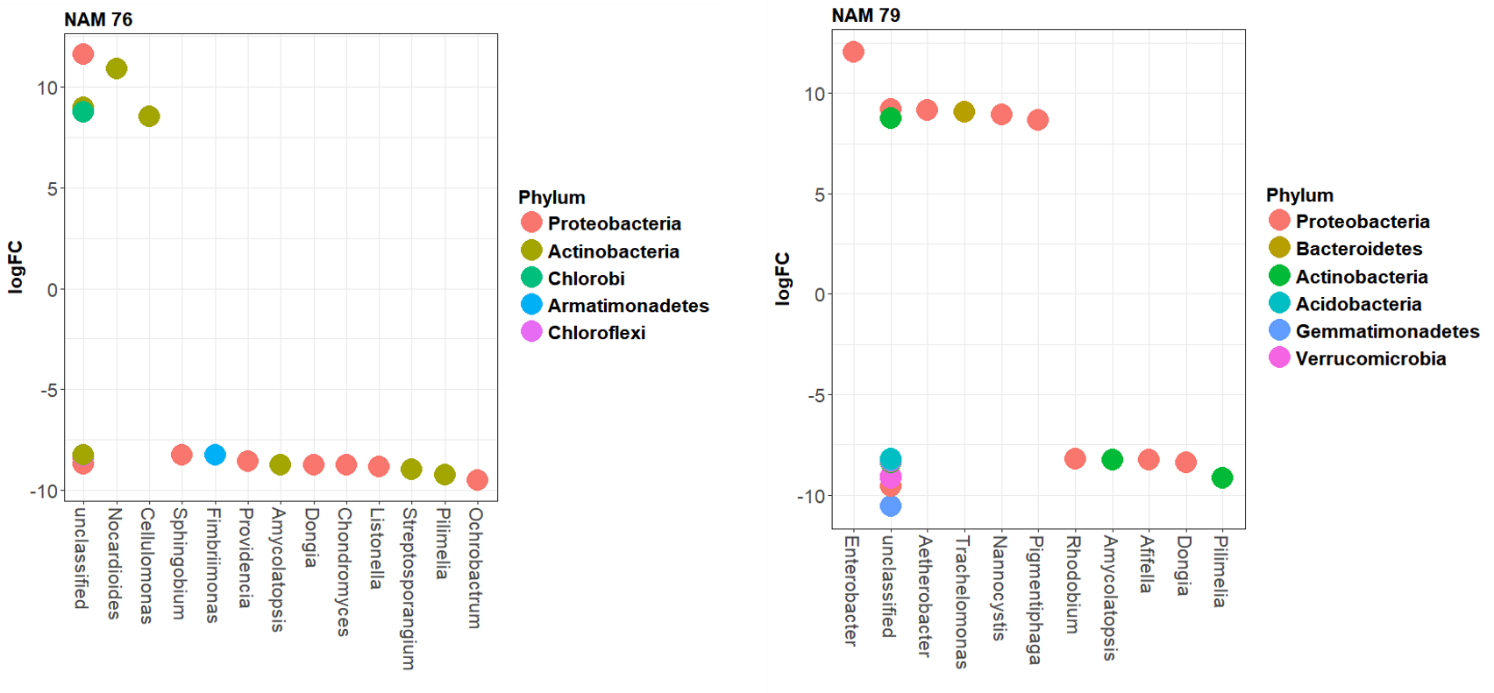 NAM 76
logFC
10
5
0
-5
-10
unclassified
Nocardioides
Cellulomonas
Sphingobium
Fimbriimonas
Providencia
Amycolatopsis
Dongia
Chondromyces
Listonella
Streptosporangium
Pilimelia
Ochrobactrum
Phylum
Proteobacteria
Actinobacteria
Chlorobi
Armatimonadetes
Chloroflexi
NAM 79
logFC
10
5
0
-5
-10
Enterobacter
unclassified
Aetherobacter
Trachelomonas
Nannocystis
Pigmentiphaga
Rhodobium
Amycolatopsis
Afifella
Dongia
Pilimelia
Phylum
Proteobacteria
Bacteroidetes
Actinobacteria
Acidobacteria
Gemmatimonadetes
Verrucomicrobia